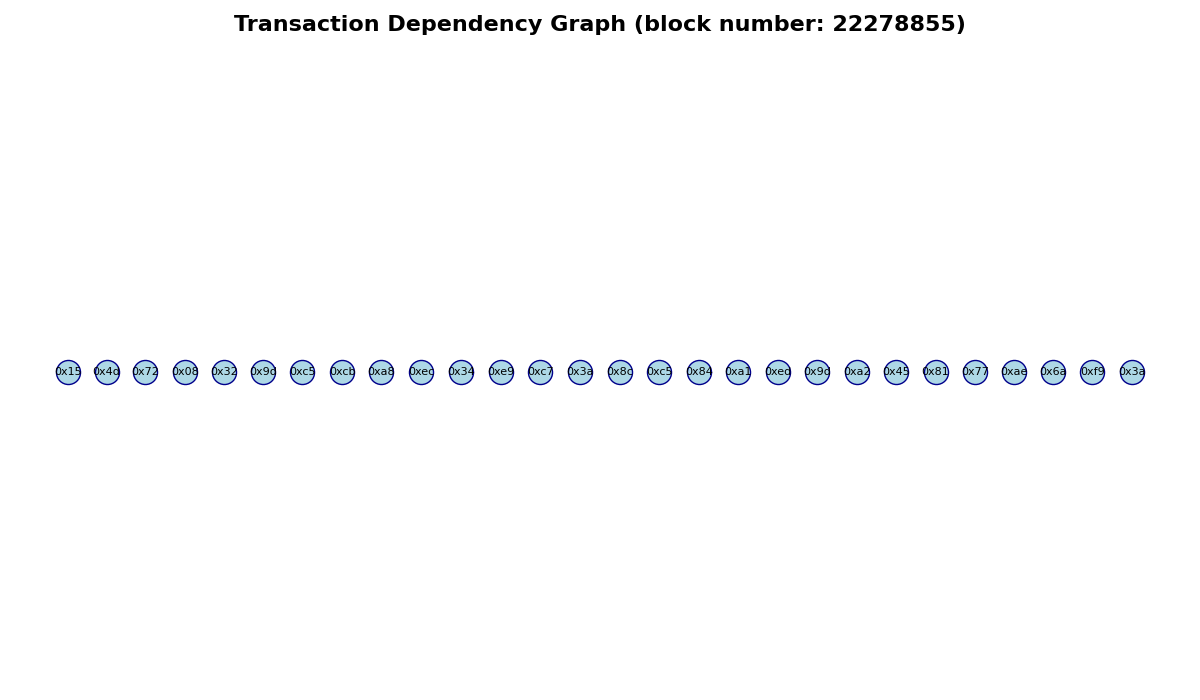 Transaction Dependency Graph (block number: 22278855)
0x15 0x4d 0x72 0x08 0x32 0x9d 0xc5 0xcb 0xa8 0xec 0x34 0xe9 0xc7 0x3a 0x8c 0xc5 0x84 0xa1 0xed 0x9d 0xa2 0x45 0x81 0x77 0xae 0x6a 0xf9 0x3a